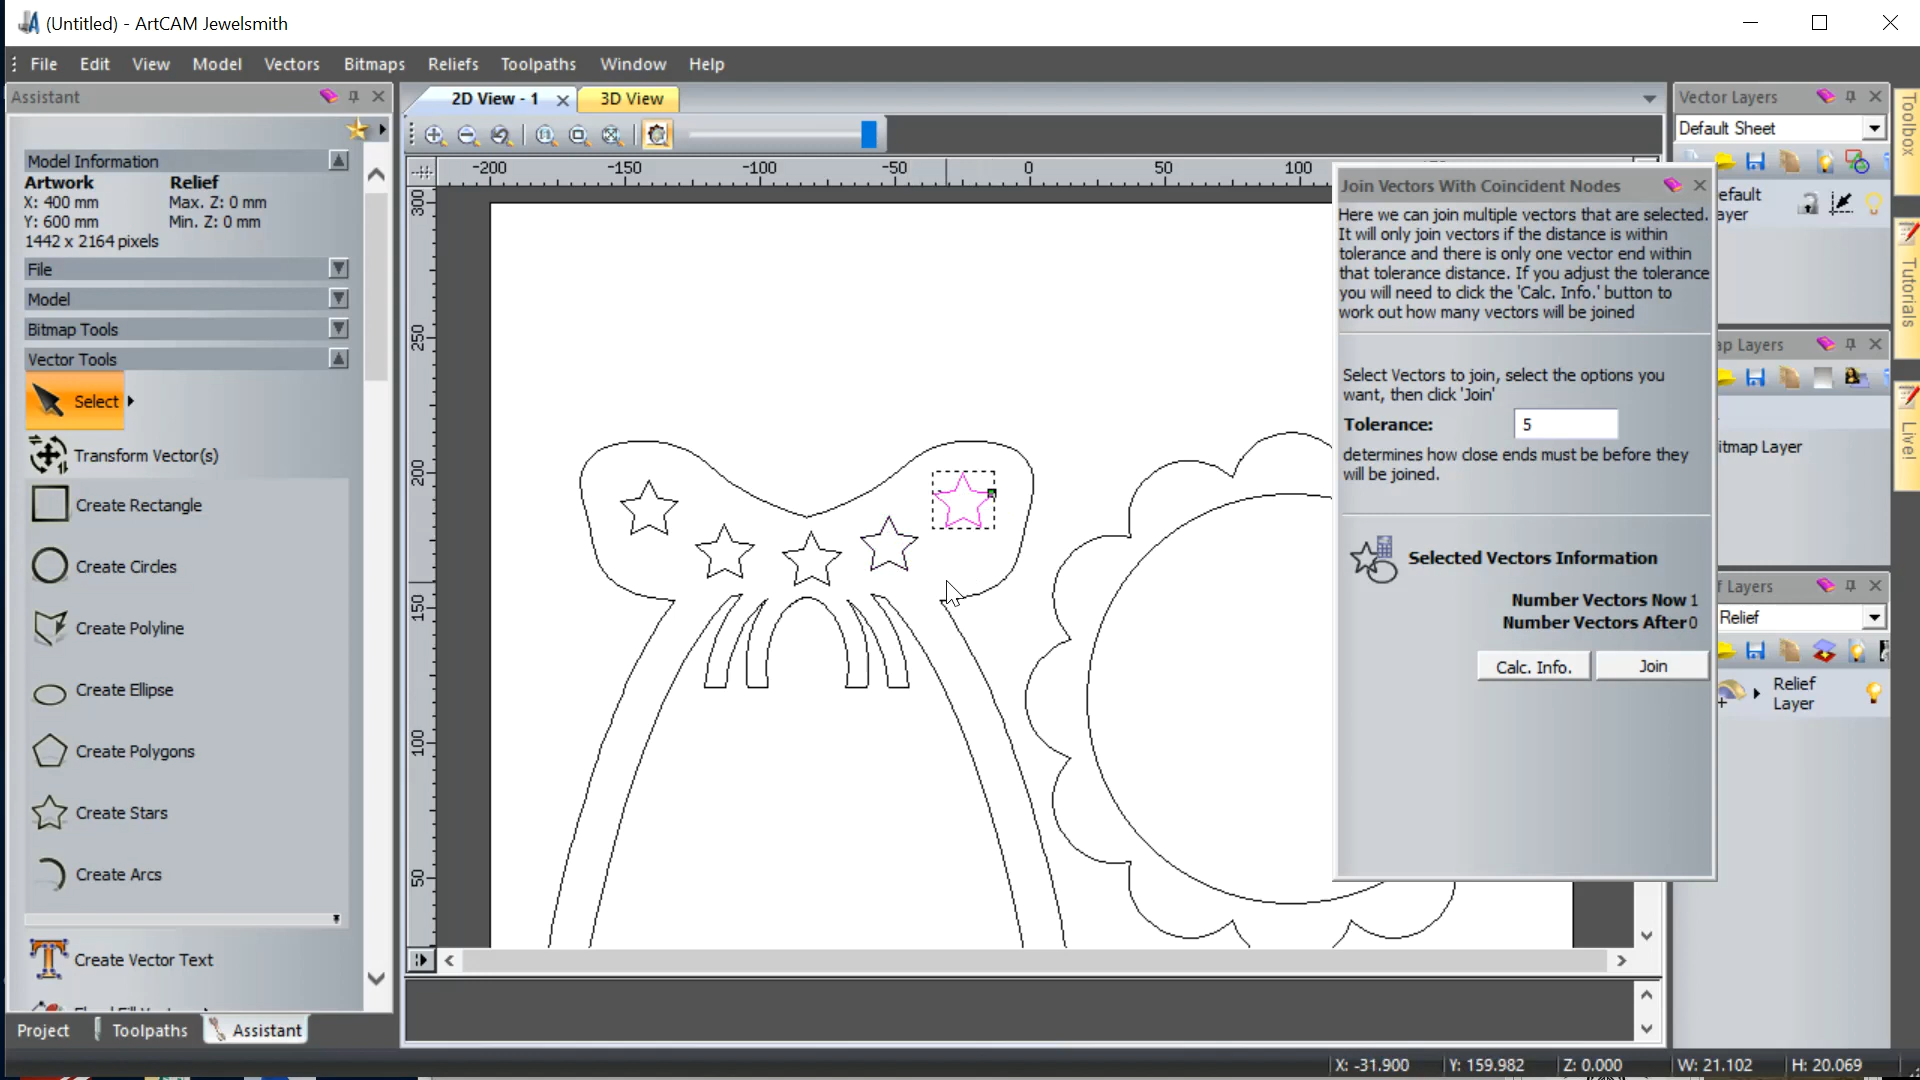 (Untitled) - ArtCAM Jewelsmith
File Edit View Model Vectors Bitmaps Reliefs Toolpaths Window Help
Assistant
Model Information
Artwork Relief
X: 400 mm Max. Z: 0 mm
Y: 600 mm Min. Z: 0 mm
1442 x 2164 pixels
File
Model
Bitmap Tools
Vector Tools
Select
Transform Vector(s)
Create Rectangle
Create Circles
Create Polyline
Create Ellipse
Create Polygons
Create Stars
Create Arcs
Create Vector Text
Project Toolpaths Assistant
2D View - 1 3D View
-200 -150 -100 -50 0 50 100
300
250
200
150
100
50
Join Vectors With Coincident Nodes
Here we can join multiple vectors that are selected.
It will only join vectors if the distance is within
tolerance and there is only one vector end within
that tolerance distance. If you adjust the tolerance
you will need to click the 'Calc. Info.' button to
work out how many vectors will be joined
Select Vectors to join, select the options you
want, then click 'Join'
Tolerance: 5
determines how close ends must be before they
will be joined.
Selected Vectors Information
Number Vectors Now 1
Number Vectors After 0
Calc. Info. Join
Vector Layers
Default Sheet
efault
ayer
ap Layers
itmap Layer
f Layers
Relief
Relief
Layer
Toolbox
Tutorials
Live!
X: -31.900 Y: 159.982 Z: 0.000 W: 21.102 H: 20.069